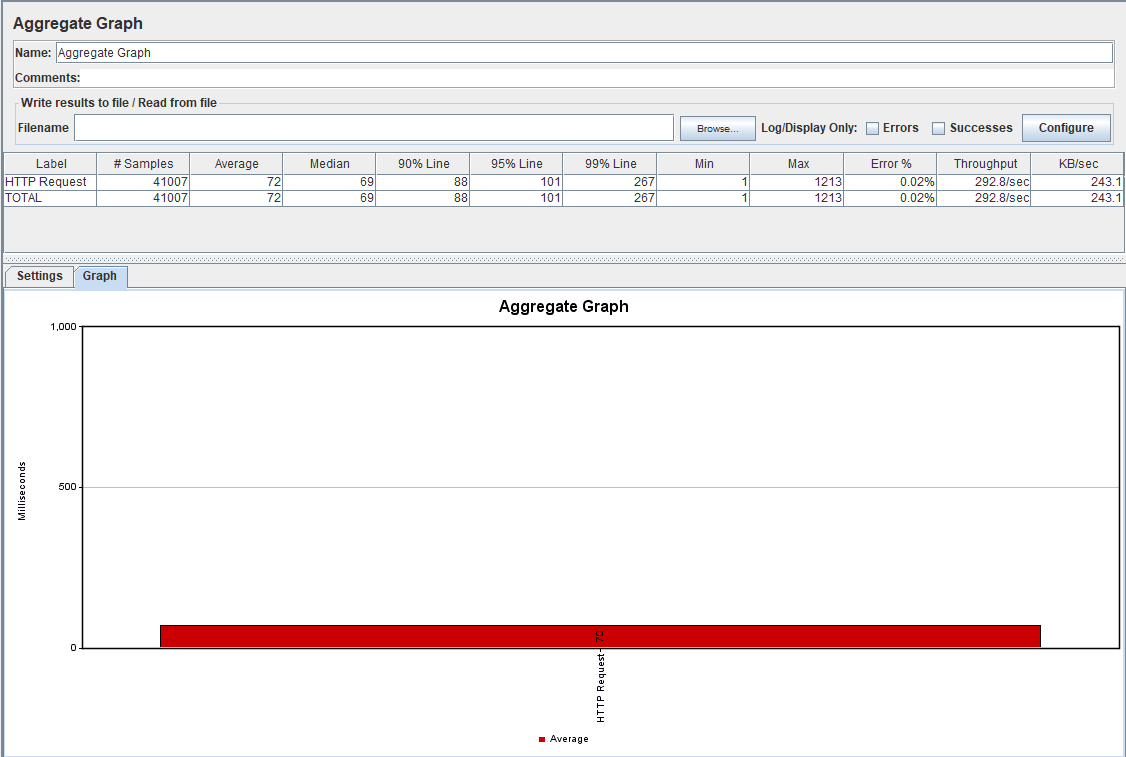 Aggregate Graph
Name: Aggregate Graph
Comments:
Write results to file / Read from file
Filename Browse... Log/Display Only: Errors Successes Configure
Label # Samples Average Median 90% Line 95% Line 99% Line Min Max Error % Throughput KB/sec
HTTP Request 41007 72 69 88 101 267 1 1213 0.02% 292.8/sec 243.1
TOTAL 41007 72 69 88 101 267 1 1213 0.02% 292.8/sec 243.1
Settings Graph
Aggregate Graph
1,000
500
0
Milliseconds
70
HTTP Request
Average